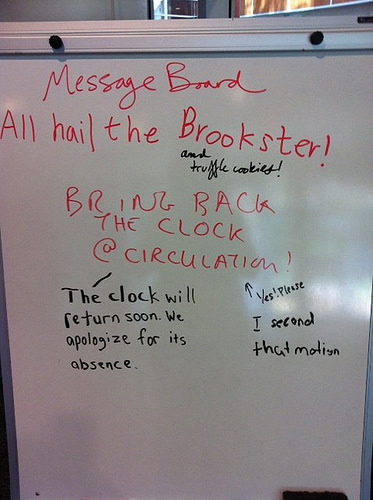 Message Board
All hail the Brookster!
and
truffle cookies!
BRING BACK
THE CLOCK
@ CIRCULATION!
The clock will
return soon. We
apologize for its
absence.
Yes! Please
I second
that motion